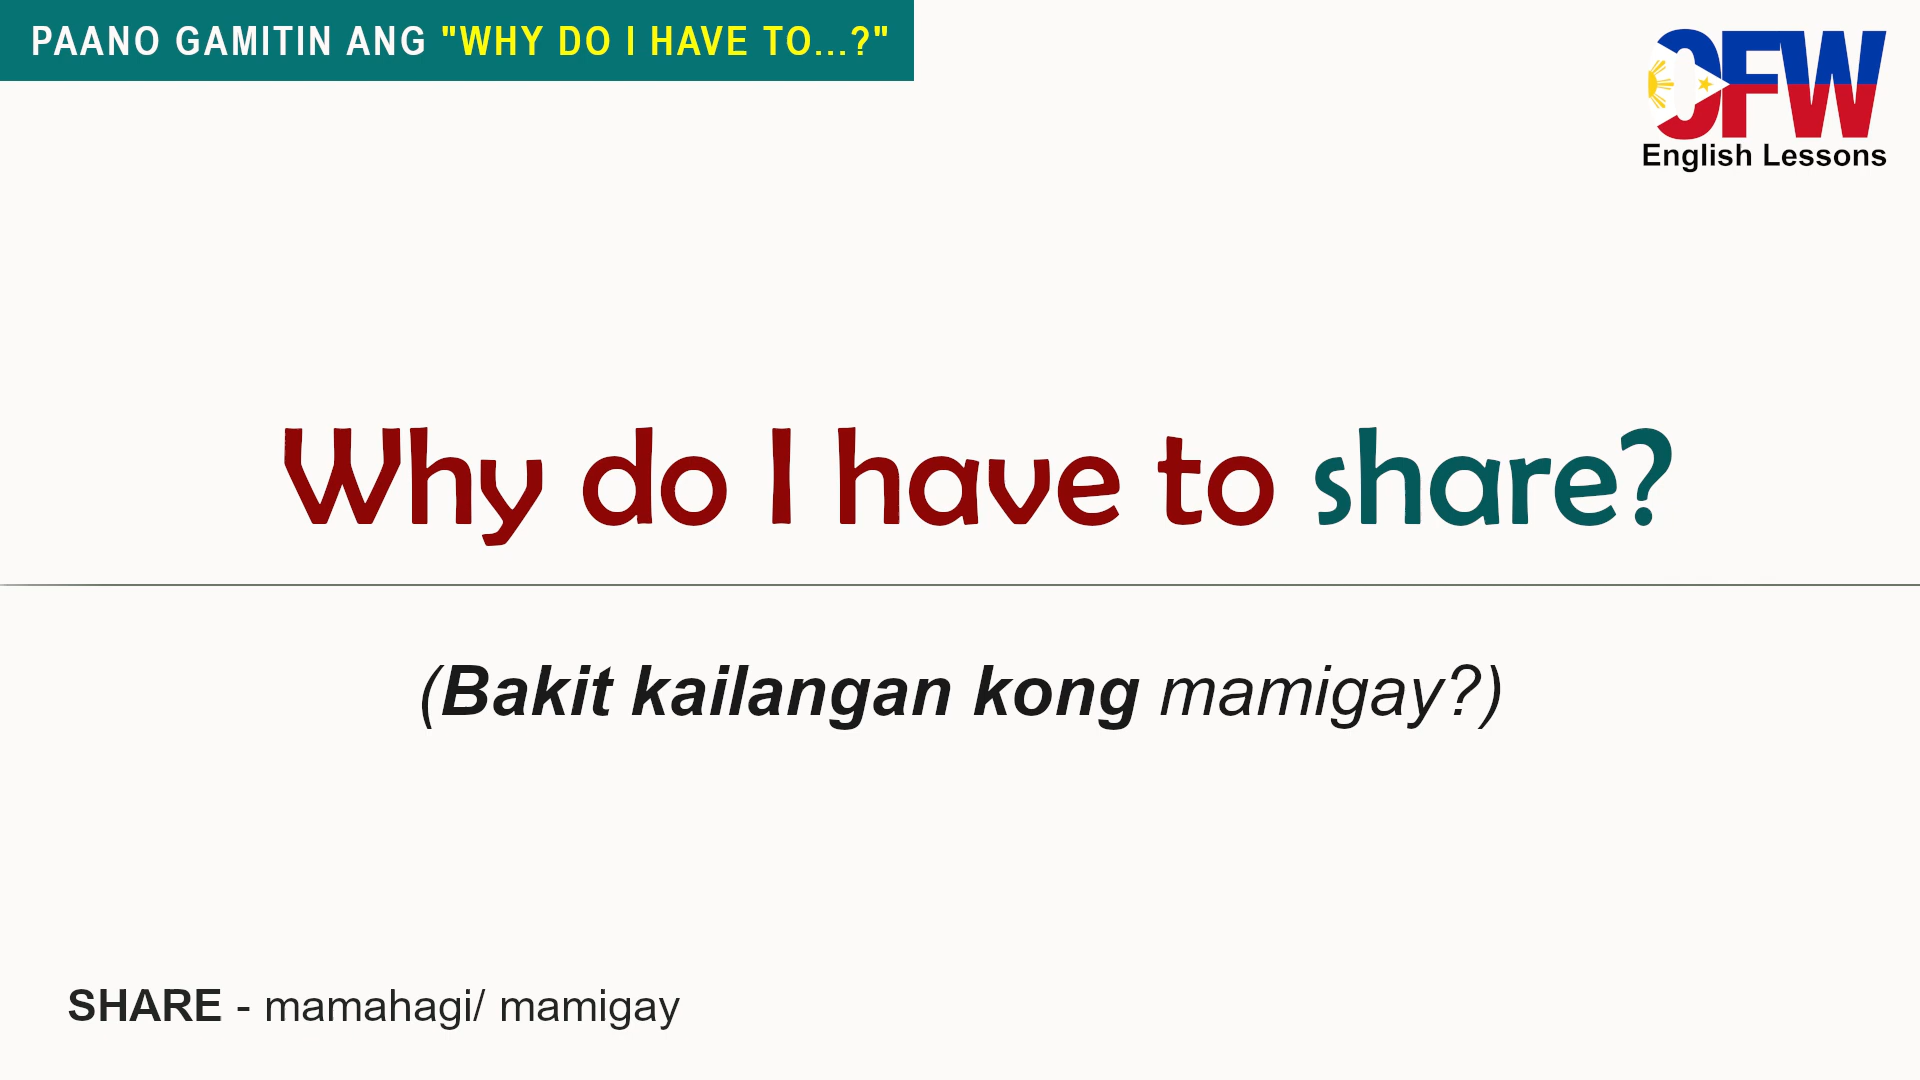 PAANO GAMITIN ANG "WHY DO I HAVE TO...?"
OFW
English Lessons
Why do I have to share?
(Bakit kailangan kong mamigay?)
SHARE - mamahagi/ mamigay